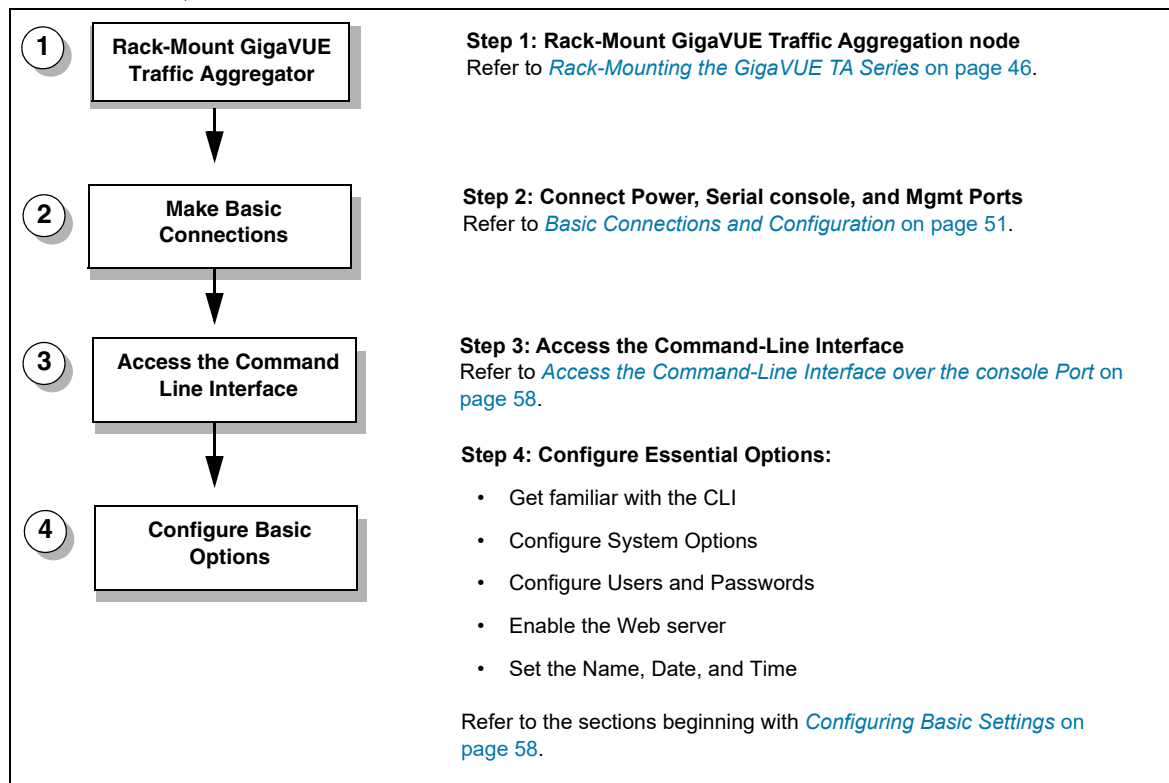 1
Rack-Mount GigaVUE
Traffic Aggregator
Step 1: Rack-Mount GigaVUE Traffic Aggregation node
Refer to Rack-Mounting the GigaVUE TA Series on page 46.
2
Make Basic
Connections
Step 2: Connect Power, Serial console, and Mgmt Ports
Refer to Basic Connections and Configuration on page 51.
3
Access the Command
Line Interface
Step 3: Access the Command-Line Interface
Refer to Access the Command-Line Interface over the console Port on
page 58.
4
Configure Basic
Options
Step 4: Configure Essential Options:
• Get familiar with the CLI
• Configure System Options
• Configure Users and Passwords
• Enable the Web server
• Set the Name, Date, and Time
Refer to the sections beginning with Configuring Basic Settings on
page 58.